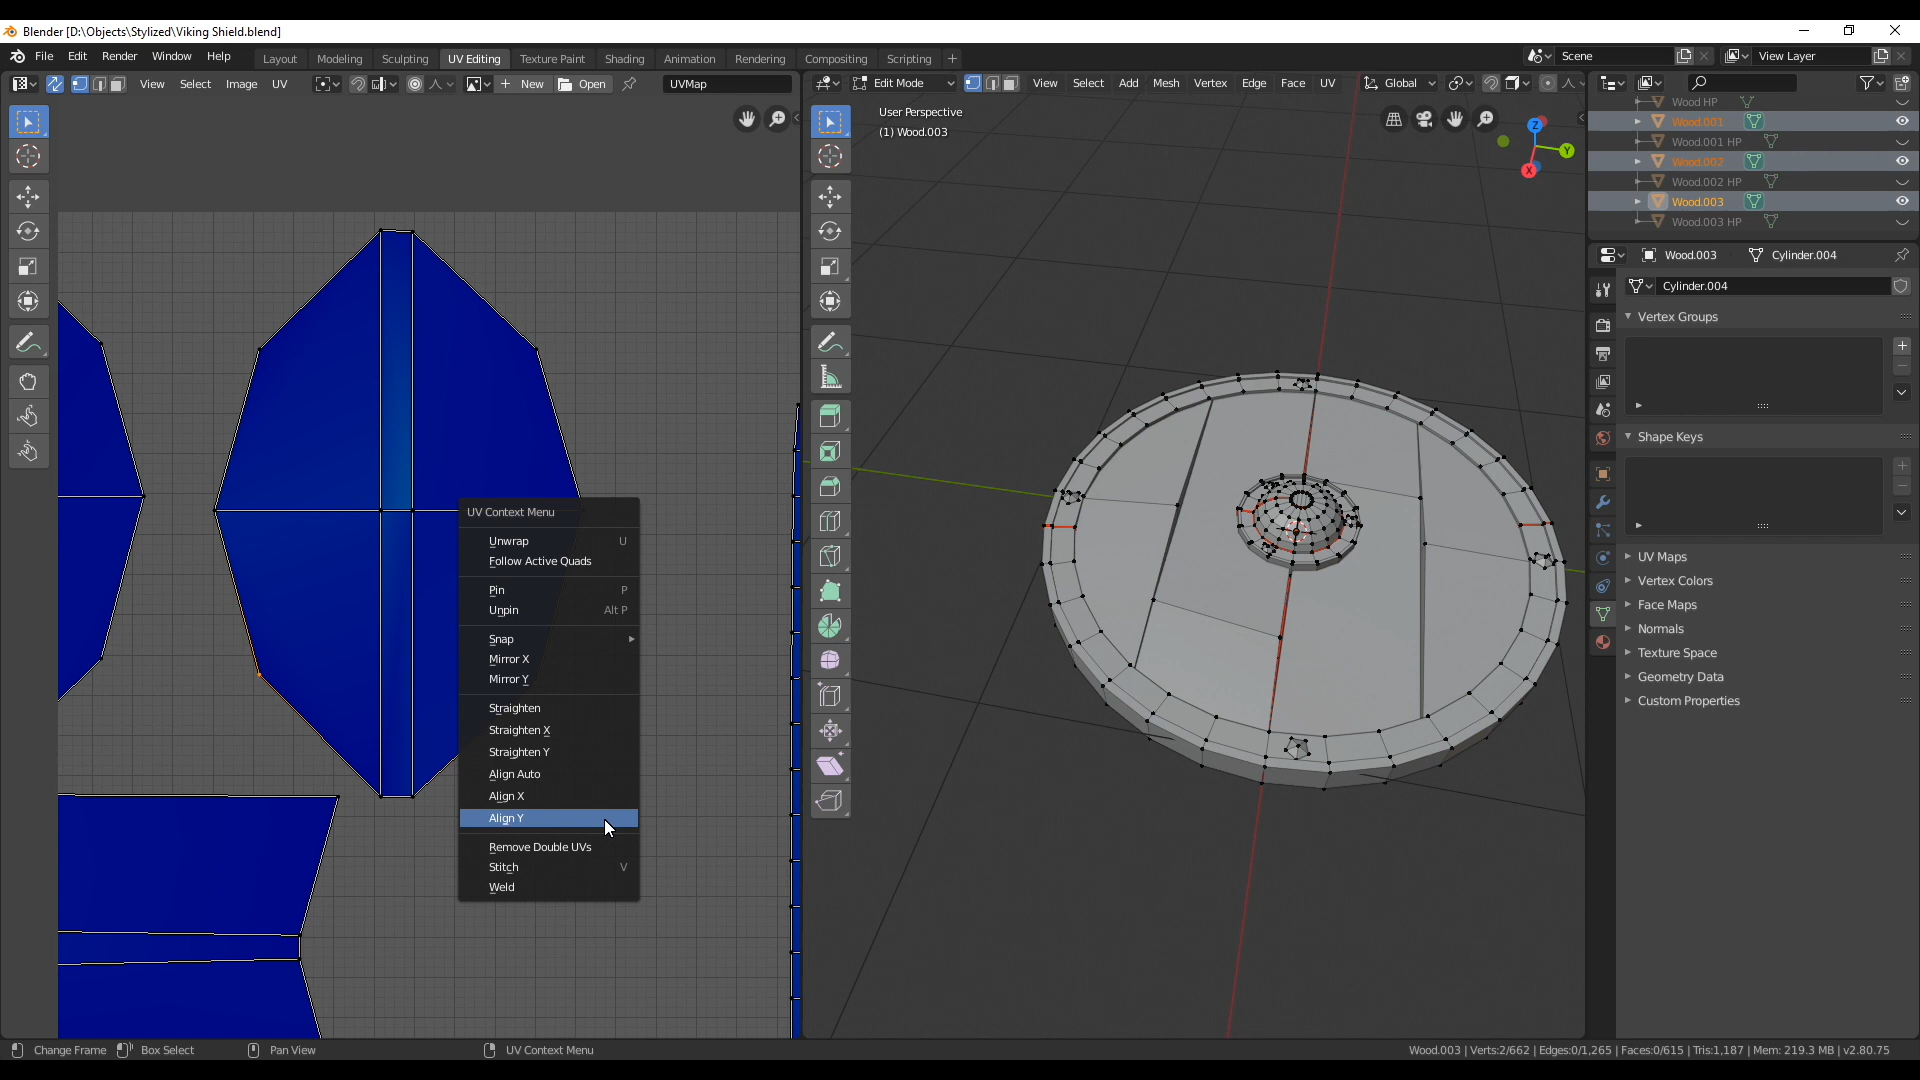 Blender [D:\Objects\Stylized\Viking Shield.blend]
File Edit Render Window Help
Layout Modeling Sculpting UV Editing Texture Paint Shading Animation Rendering Compositing Scripting +
Scene
View Layer
View Select Image UV
+ New Open
UVMap
Edit Mode
View Select Add Mesh Vertex Edge Face UV
Global
User Perspective
(1) Wood.003
Z
Y
X
Wood HP
Wood.001
Wood.001 HP
Wood.002
Wood.002 HP
Wood.003
Wood.003 HP
Wood.003 Cylinder.004
Cylinder.004
Vertex Groups
Shape Keys
UV Maps
Vertex Colors
Face Maps
Normals
Texture Space
Geometry Data
Custom Properties
UV Context Menu
Unwrap U
Follow Active Quads
Pin P
Unpin Alt P
Snap
Mirror X
Mirror Y
Straighten
Straighten X
Straighten Y
Align Auto
Align X
Align Y
Remove Double UVs
Stitch V
Weld
Change Frame Box Select Pan View UV Context Menu
Wood.003 | Verts:2/662 | Edges:0/1,265 | Faces:0/615 | Tris:1,187 | Mem: 219.3 MB | v2.80.75